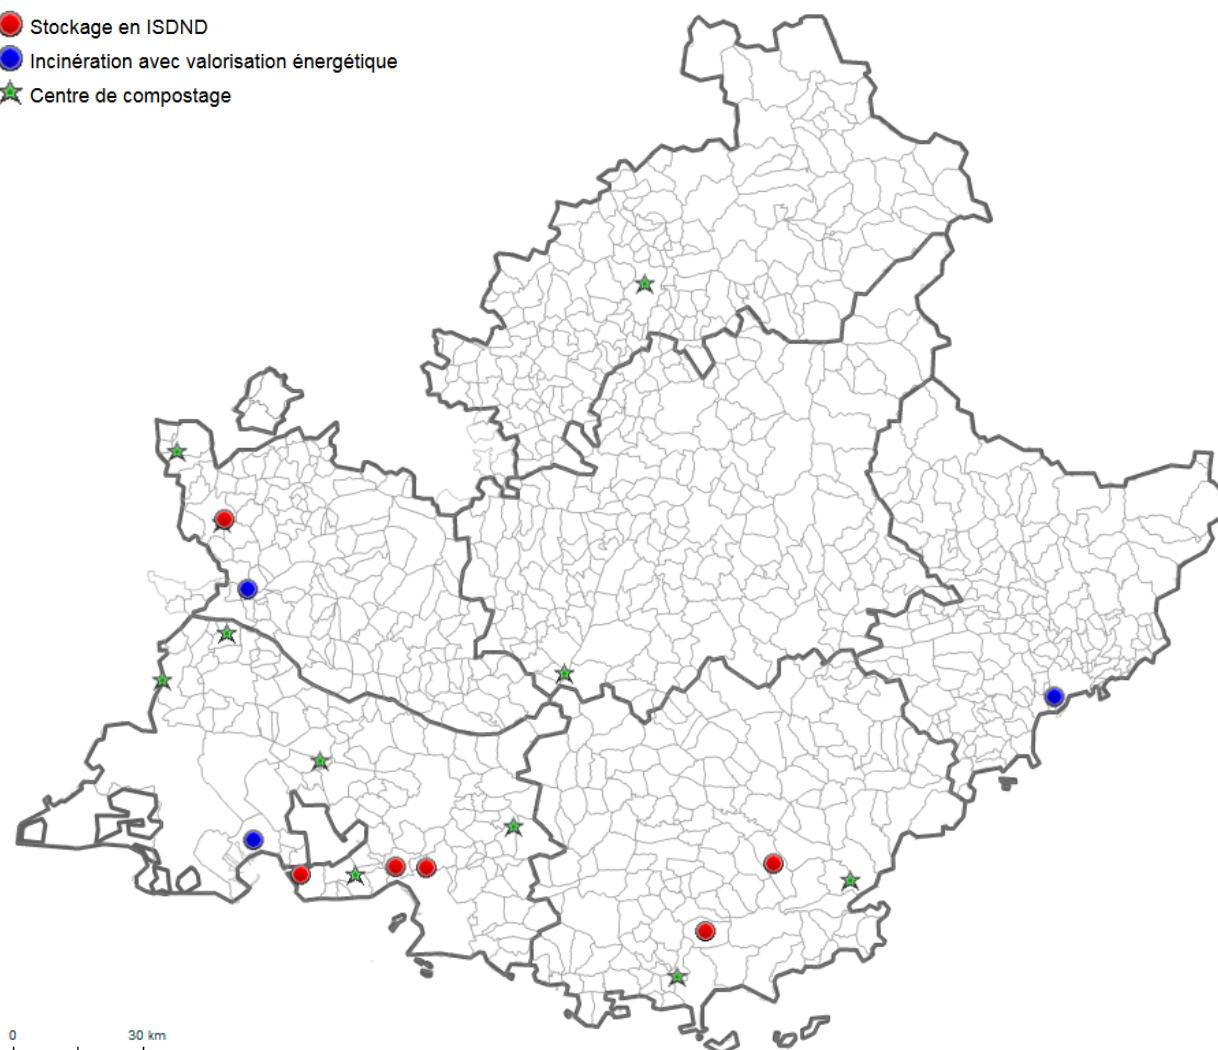 Stockage en ISDND
Incinération avec valorisation énergétique
Centre de compostage
0 30 km